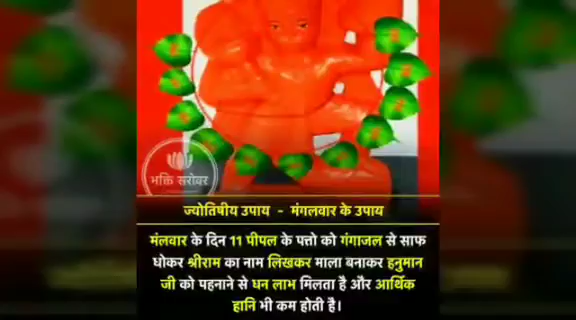 भक्ति सरोवर
ज्योतिषीय उपाय - मंगलवार के उपाय
मंलवार के दिन 11 पीपल के पत्तो को गंगाजल से साफ
धोकर श्रीराम का नाम लिखकर माला बनाकर हनुमान
जी को पहनाने से धन लाभ मिलता है और आर्थिक
हानि भी कम होती है।